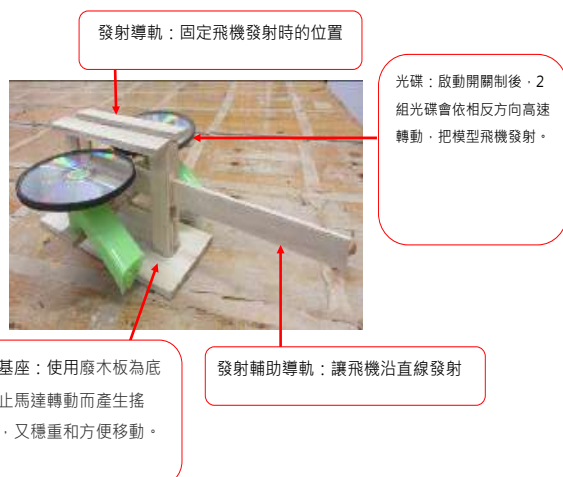 發射導軌：固定飛機發射時的位置
光碟：啟動開關制後，2
組光碟會依相反方向高速
轉動，把模型飛機發射。
基座：使用廢木板為底
止馬達轉動而產生搖
，又穩重和方便移動。
發射輔助導軌：讓飛機沿直線發射